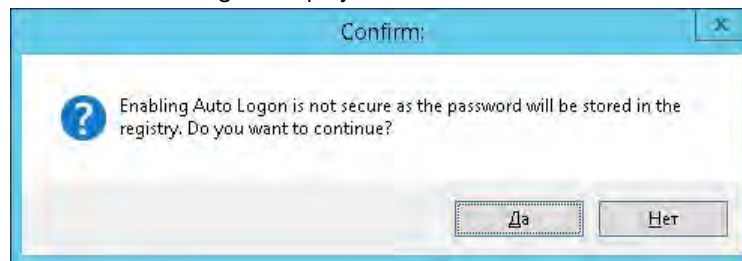 Confirm:
x
Enabling Auto Logon is not secure as the password will be stored in the
registry. Do you want to continue?
Да
Нет